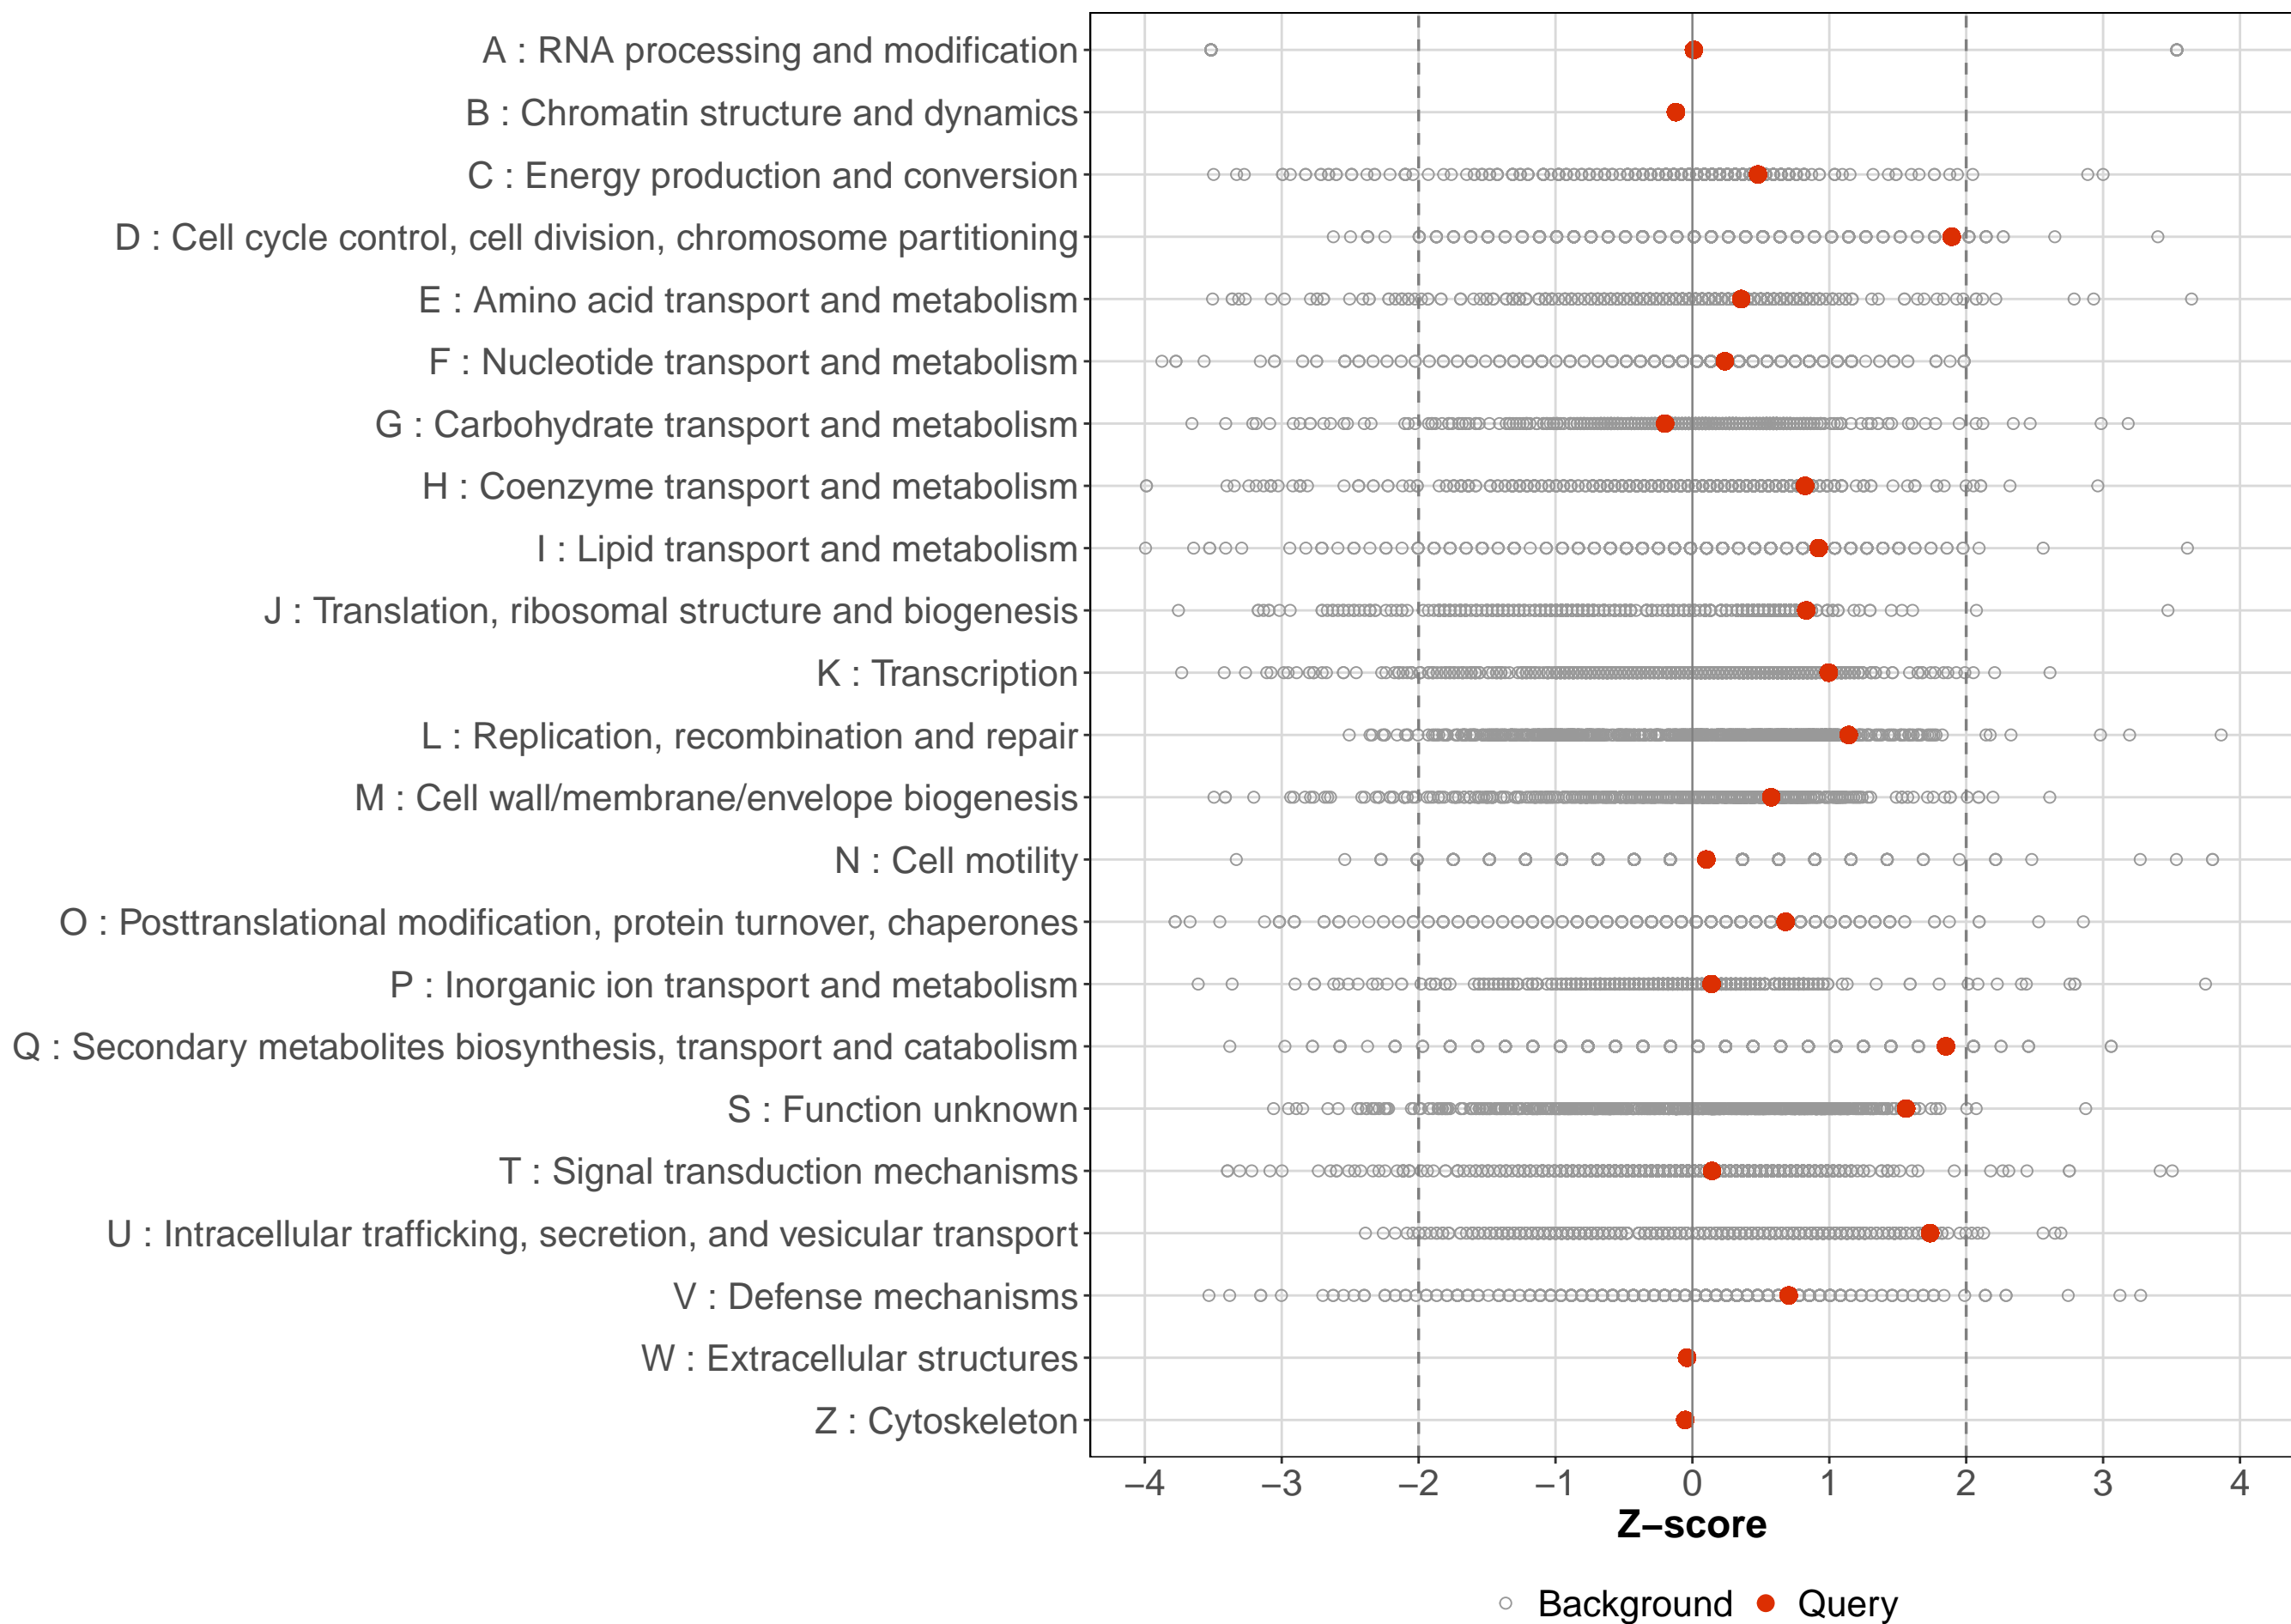 A : RNA processing and modification
B : Chromatin structure and dynamics
C : Energy production and conversion
D : Cell cycle control, cell division, chromosome partitioning
E : Amino acid transport and metabolism
F : Nucleotide transport and metabolism
G : Carbohydrate transport and metabolism
H : Coenzyme transport and metabolism
I : Lipid transport and metabolism
J : Translation, ribosomal structure and biogenesis
K : Transcription
L : Replication, recombination and repair
M : Cell wall/membrane/envelope biogenesis
N : Cell motility
O : Posttranslational modification, protein turnover, chaperones
P : Inorganic ion transport and metabolism
Q : Secondary metabolites biosynthesis, transport and catabolism
S : Function unknown
T : Signal transduction mechanisms
U : Intracellular trafficking, secretion, and vesicular transport
V : Defense mechanisms
W : Extracellular structures
Z : Cytoskeleton
−4 −3 −2 −1 0 1 2 3 4
Z−score
Background Query